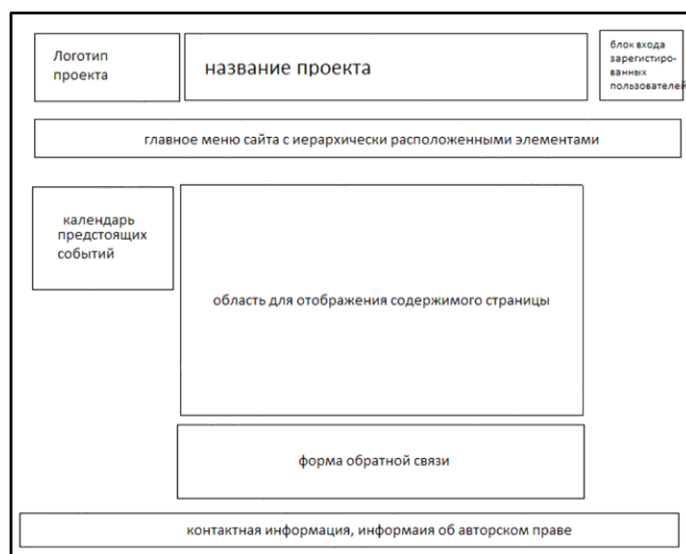 Логотип
проекта
название проекта
блок входа
зарегистиро-
ванных
пользователей
главное меню сайта с иерархически расположенными элементами
календарь
предстоящих
событий
область для отображения содержимого страницы
форма обратной связи
контактная информация, информаия об авторском праве